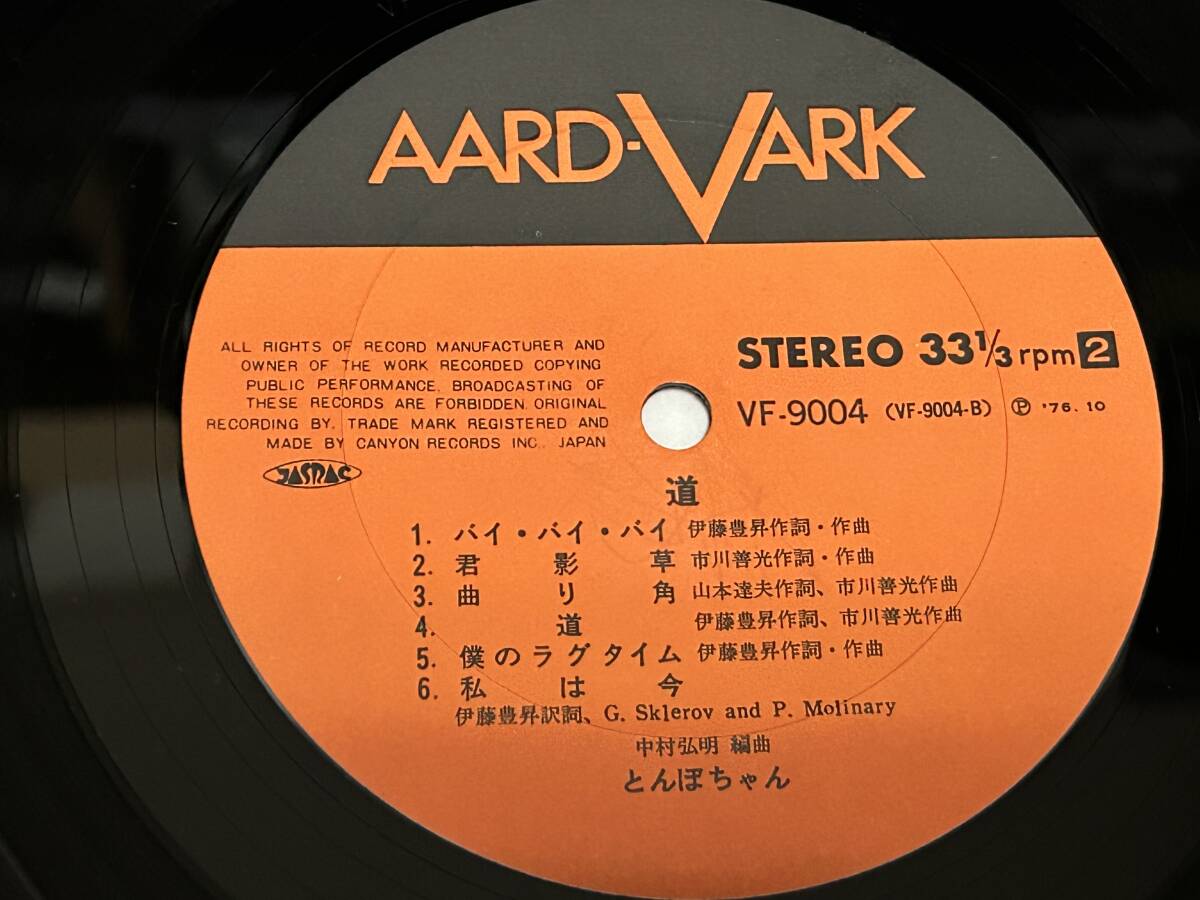 AARD-VARK
ALL RIGHTS OF RECORD MANUFACTURER AND
OWNER OF THE WORK RECORDED COPYING
PUBLIC PERFORMANCE. BROADCASTING OF
THESE RECORDS ARE FORBIDDEN. ORIGINAL
RECORDING BY. TRADE MARK REGISTERED AND
MADE BY CANYON RECORDS INC., JAPAN
JASRAC
STEREO 33 1/3 rpm 2
VF-9004 (VF-9004-B) Ⓟ '76.10
道
1. バイ・バイ・バイ 伊藤豊昇作詞・作曲
2. 君影草 市川善光作詞・作曲
3. 曲り角 山本達夫作詞、市川善光作曲
4. 道 伊藤豊昇作詞、市川善光作曲
5. 僕のラグタイム 伊藤豊昇作詞・作曲
6. 私は今
伊藤豊昇訳詞、G. Sklerov and P. Molinary
中村弘明 編曲
とんぼちゃん